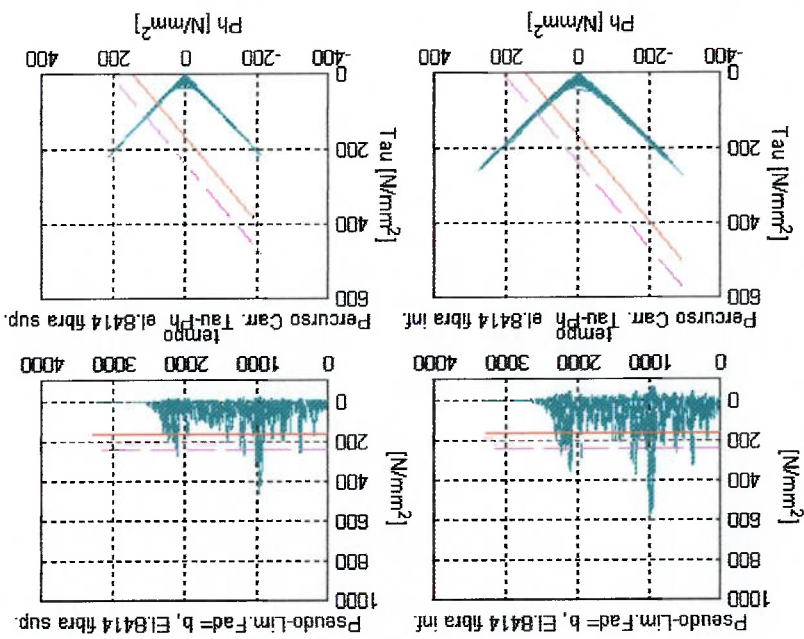 Pseudo-Lim.Fad= b, El.8414 fibra inf.
1000
800
600
400
200
0
[N/mm²]
0 1000 2000 3000 4000
tempo
Pseudo-Lim.Fad= b, El.8414 fibra sup.
1000
800
600
400
200
0
[N/mm²]
0 1000 2000 3000 4000
tempo
Percurso Carr. Tau-Ph el.8414 fibra inf.
600
400
200
0
Tau [N/mm²]
-400 -200 0 200 400
Ph [N/mm²]
Percurso Carr. Tau-Ph el.8414 fibra sup.
600
400
200
0
Tau [N/mm²]
-400 -200 0 200 400
Ph [N/mm²]